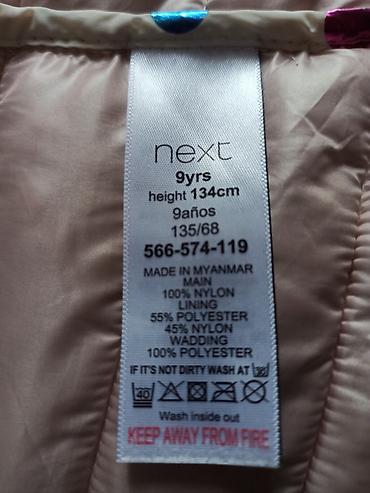 next
9yrs
height 134cm
9años
135/68
566-574-119
MADE IN MYANMAR
MAIN
100% NYLON
LINING
55% POLYESTER
45% NYLON
WADDING
100% POLYESTER
IF IT'S NOT DIRTY WASH AT 30
40
Wash inside out
KEEP AWAY FROM FIRE